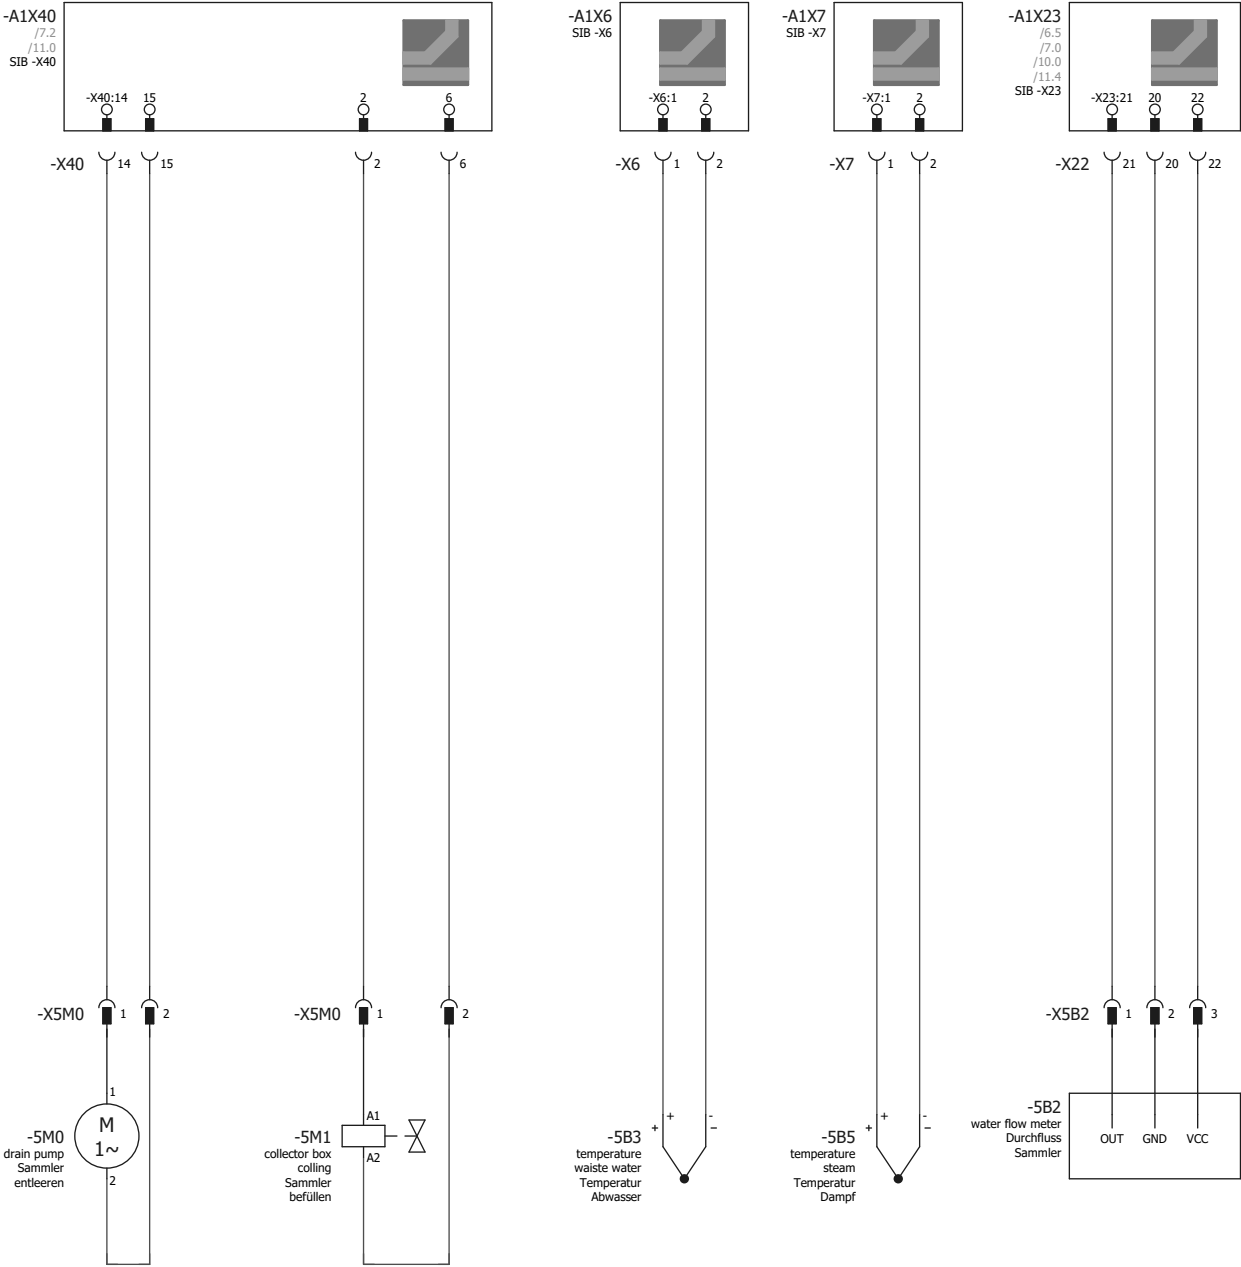 -A1X40
/7.2
/11.0
SIB -X40
-X40:14 15 2 6
-X40 14 15 2 6
-A1X6
SIB -X6
-X6:1 2
-X6 1 2
-A1X7
SIB -X7
-X7:1 2
-X7 1 2
-A1X23
/6.5
/7.0
/10.0
/11.4
SIB -X23
-X23:21 20 22
-X22 21 20 22
-X5M0 1 2
-X5M0 1 2
-X5B2 1 2 3
1
M
1~
2
-5M0
drain pump
Sammler
entleeren
A1
A2
-5M1
collector box
colling
Sammler
befüllen
+ -
+ −
-5B3
temperature
waiste water
Temperatur
Abwasser
+ -
+ −
-5B5
temperature
steam
Temperatur
Dampf
-5B2
water flow meter
Durchfluss
Sammler
OUT GND VCC